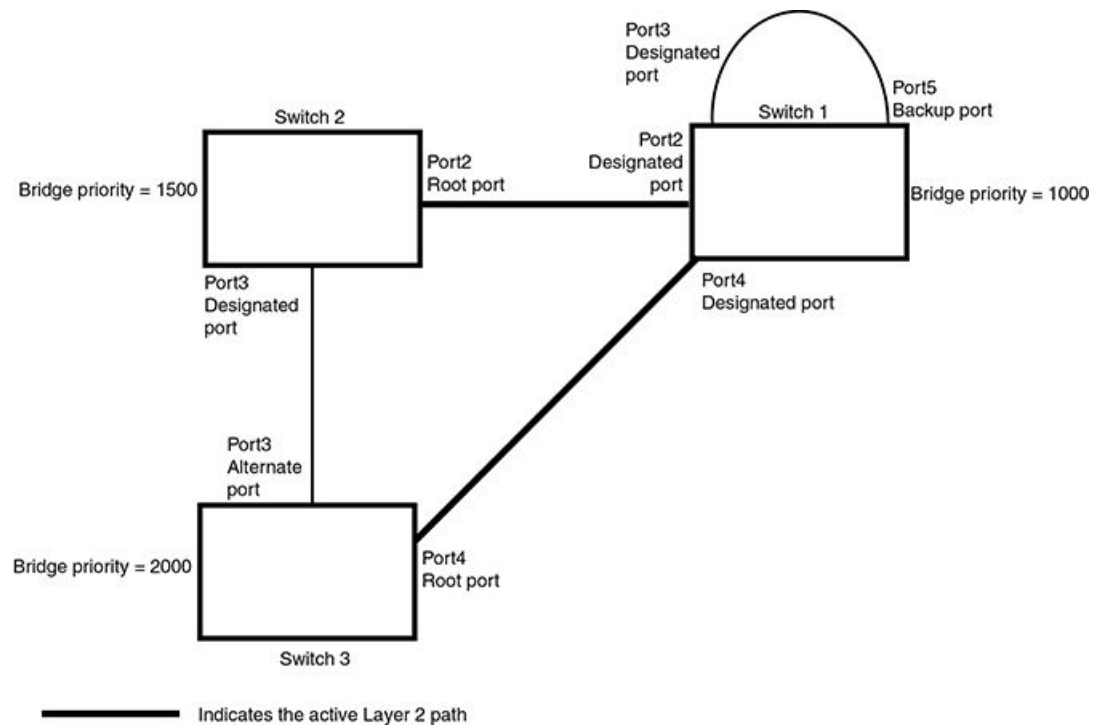 Port3
Designated
port
Port5
Backup port
Switch 1
Switch 2
Port2
Root port
Port2
Designated
port
Bridge priority = 1500
Bridge priority = 1000
Port3
Designated
port
Port4
Designated port
Port3
Alternate
port
Bridge priority = 2000
Port4
Root port
Switch 3
Indicates the active Layer 2 path